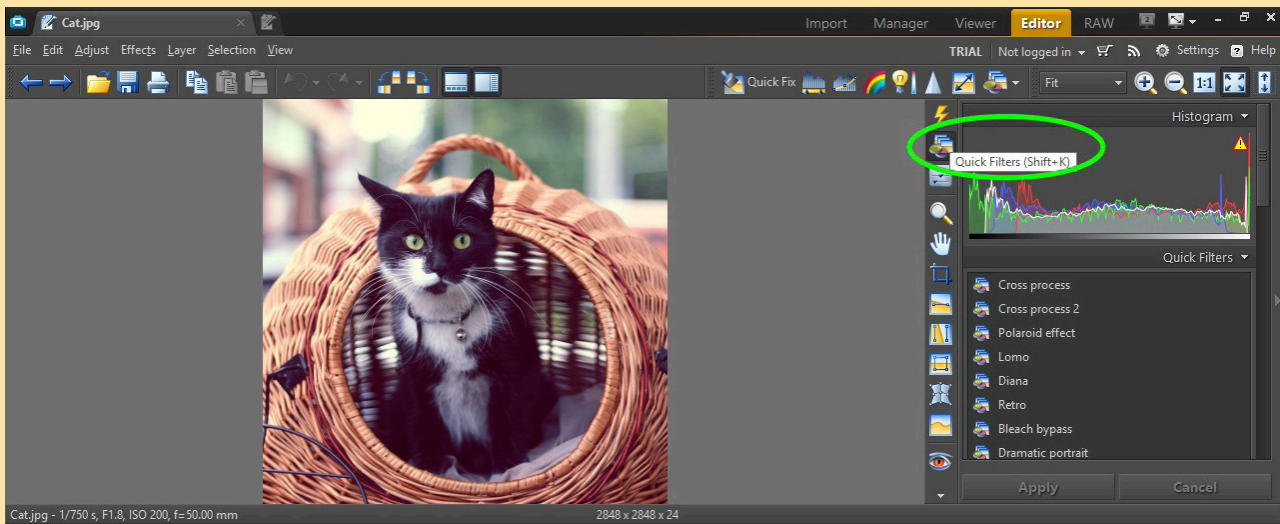 Cat.jpg
Import Manager Viewer Editor RAW 2
File Edit Adjust Effects Layer Selection View
TRIAL Not logged in Settings Help
Quick Fix
Fit
1:1
Histogram
Quick Filters (Shift+K)
Quick Filters
Cross process
Cross process 2
Polaroid effect
Lomo
Diana
Retro
Bleach bypass
Dramatic portrait
Apply Cancel
Cat.jpg - 1/750 s, F1.8, ISO 200, f=50.00 mm
2848 x 2848 x 24